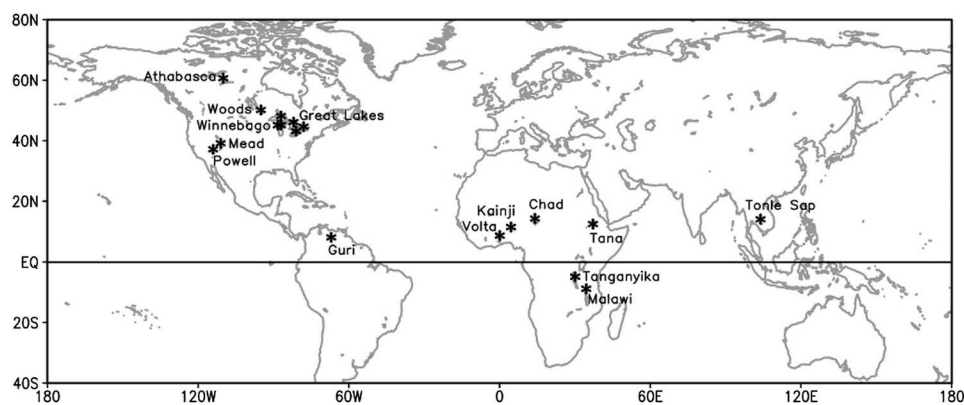 80N
60N
40N
20N
EQ
20S
40S
180
120W
60W
0
60E
120E
180
Athabasca
Woods
Great Lakes
Winnebago
Mead
Powell
Guri
Kainji
Volta
Chad
Tana
Tonle Sap
Tanganyika
Malawi